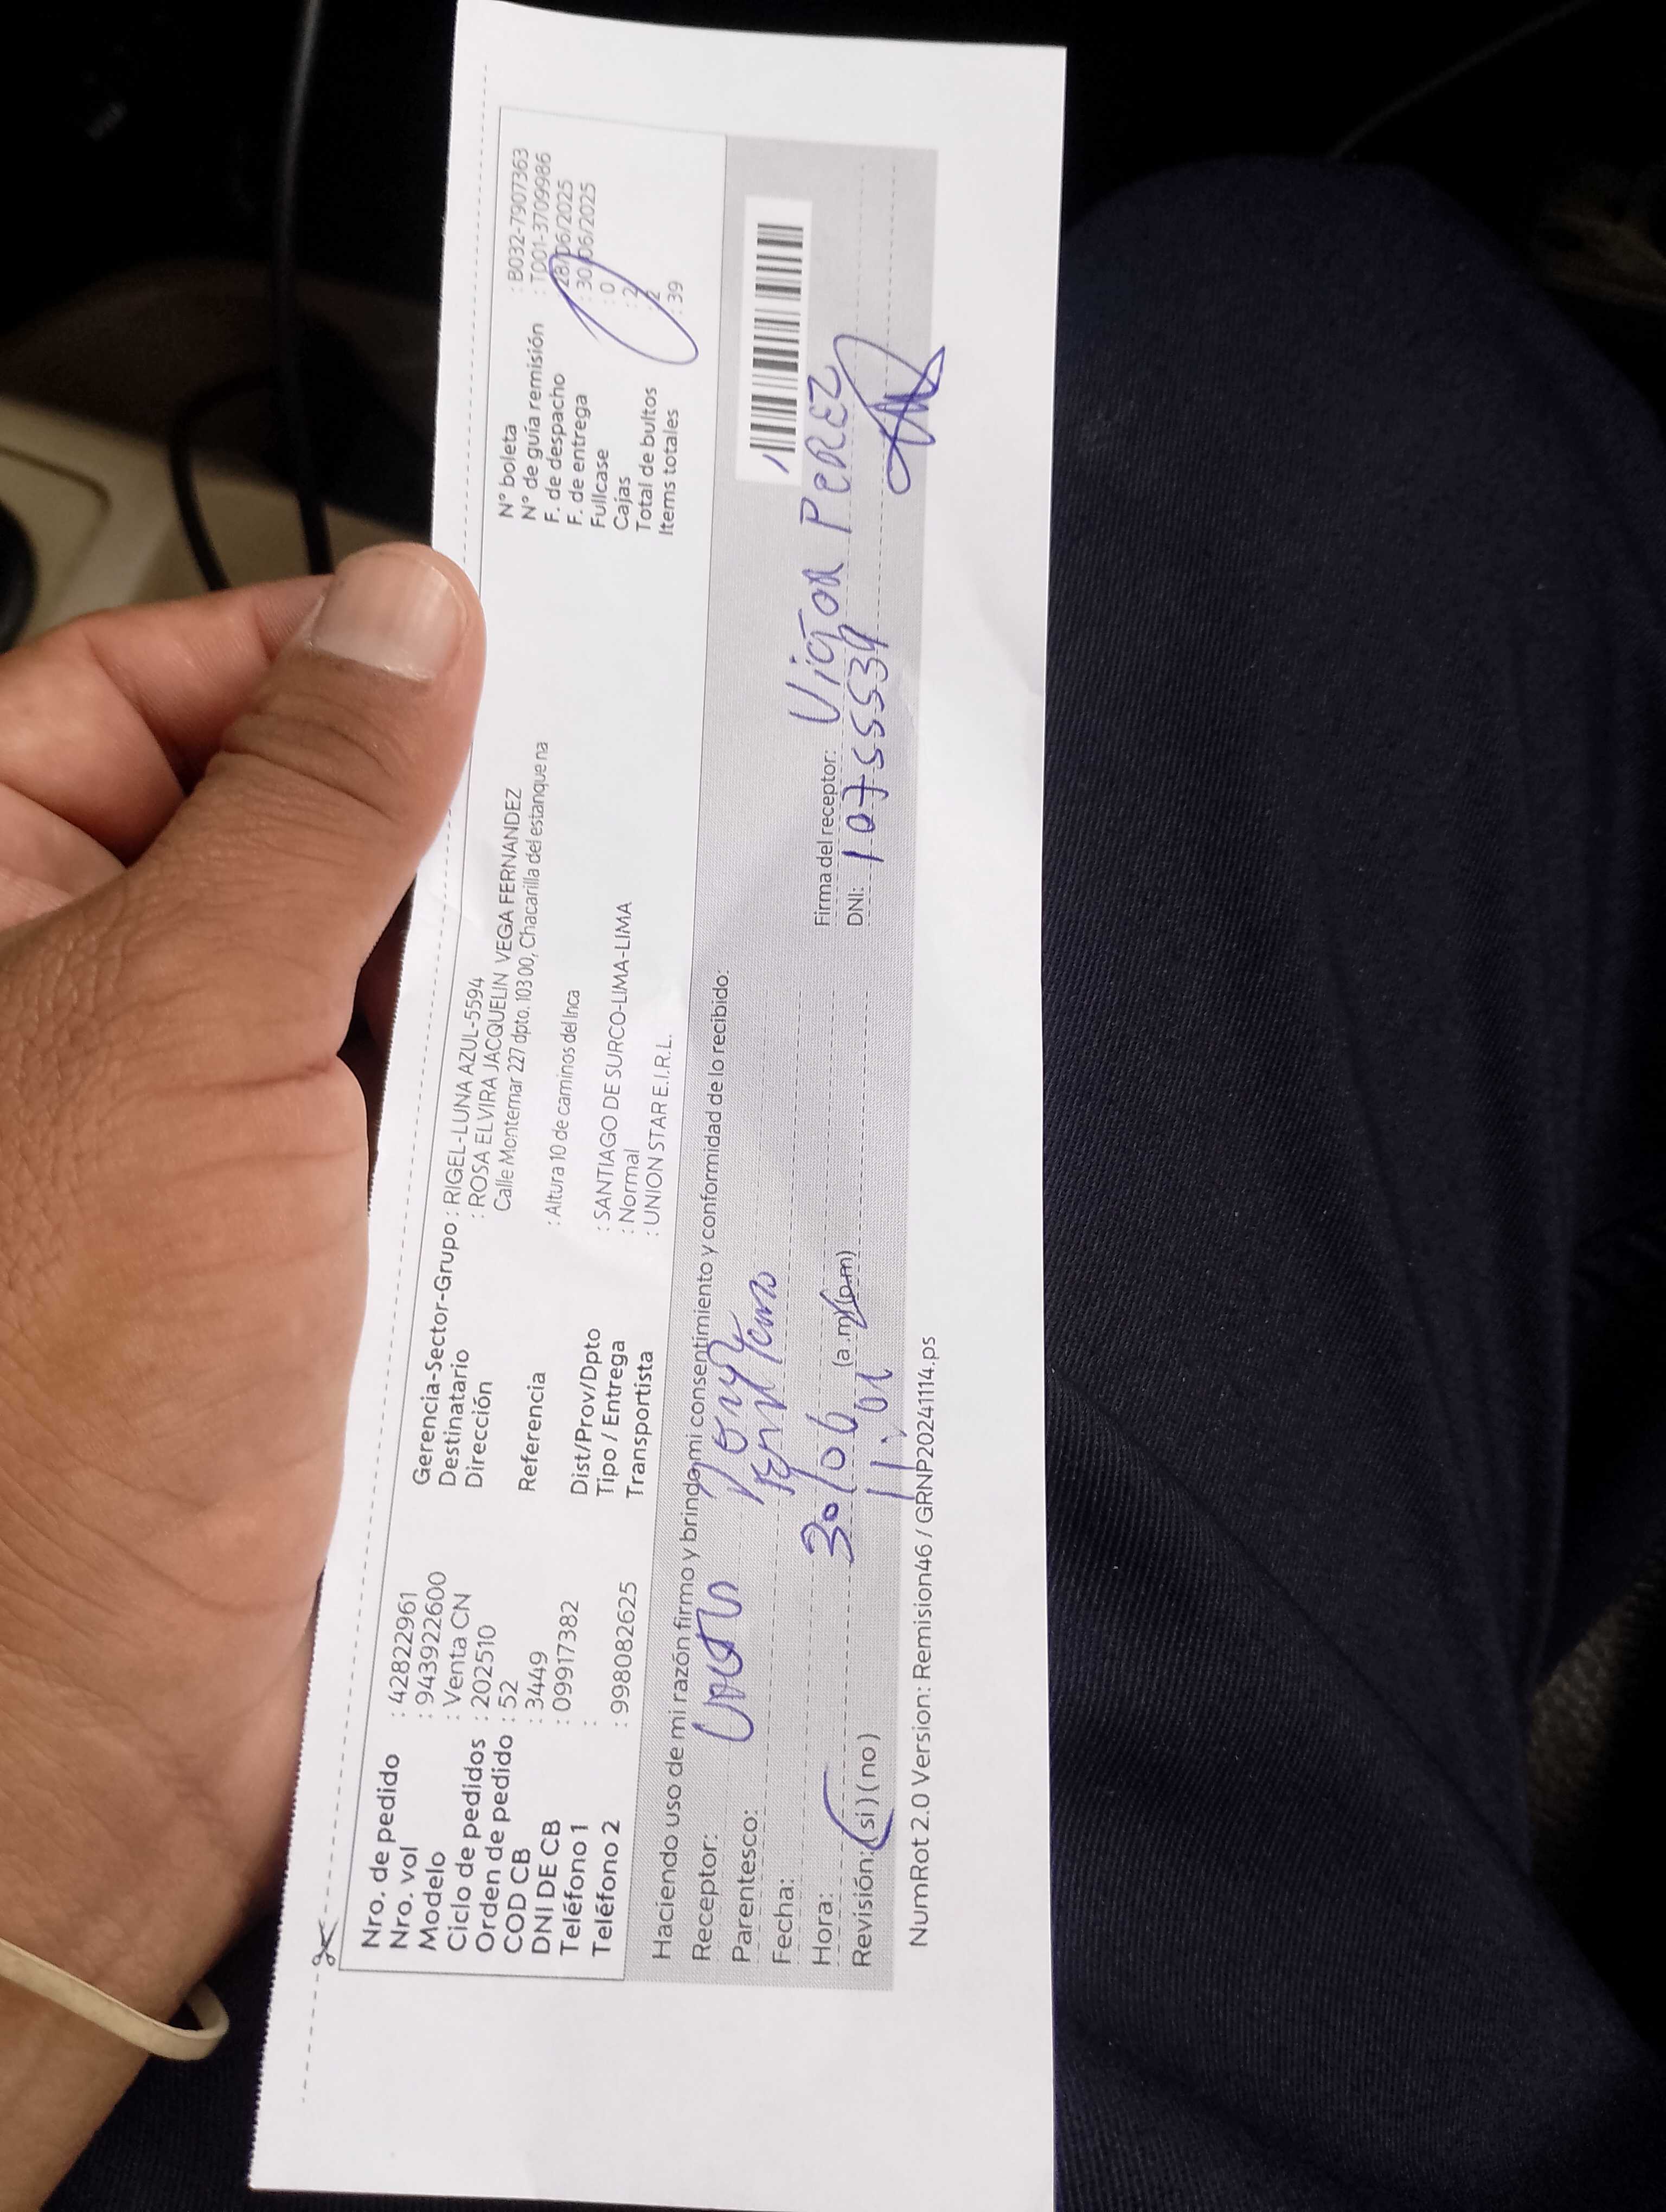 Nro. de pedido : 42822961
Nro. vol : 943922600
Modelo : Venta CN
Ciclo de pedidos : 202510
Orden de pedido : 52
COD CB : 3449
DNI DE CB : 09917382
Teléfono 1 :
Teléfono 2 : 998082625
Gerencia-Sector-Grupo : RIGEL-LUNA AZUL-5594
Destinatario : ROSA ELVIRA JACQUELIN VEGA FERNANDEZ
Dirección Calle Montemar 227 dpto. 103 00, Chacarilla del estanque na
Referencia : Altura 10 de caminos del Inca
Dist/Prov/Dpto : SANTIAGO DE SURCO-LIMA-LIMA
Tipo / Entrega : Normal
Transportista : UNION STAR E.I.R.L.
N° boleta : B032-7907363
N° de guía remisión : T001-3709986
F. de despacho : 28/06/2025
F. de entrega : 30/06/2025
Fullcase : 0
Cajas : 2
Total de bultos : 2
Items totales : 39
Haciendo uso de mi razón firmo y brindo mi consentimiento y conformidad de lo recibido:
Receptor:
Parentesco:
Fecha: 30/06
Hora: 11:01 (a.m) (p.m)
Revisión: (si) (no)
Firma del receptor: Victor PEREZ
DNI: 10755534
NumRot 2.0 Version: Remision46 / GRNP20241114.ps